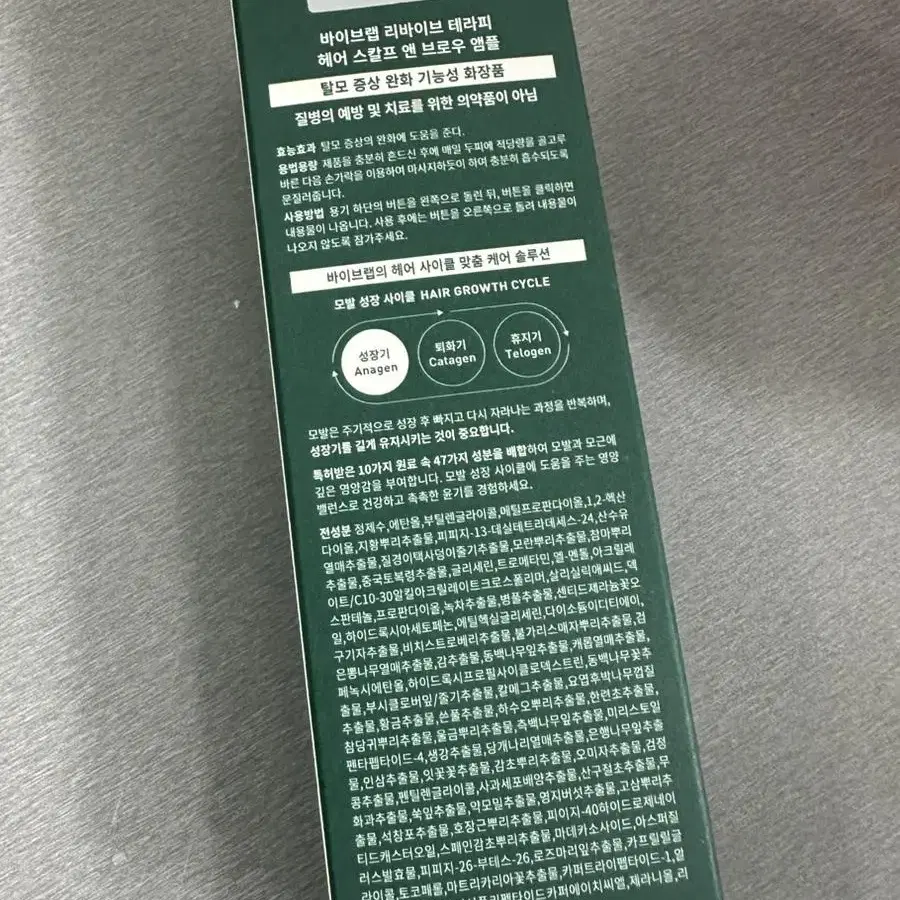 바이브랩 리바이브 테라피
헤어 스칼프 앤 브로우 앰플
탈모 증상 완화 기능성 화장품
질병의 예방 및 치료를 위한 의약품이 아님
효능효과 탈모 증상의 완화에 도움을 준다.
용법용량 제품을 충분히 흔드신 후에 매일 두피에 적당량을 골고루
바른 다음 손가락을 이용하여 마사지하듯이 하여 충분히 흡수되도록
문질러줍니다.
사용방법 용기 하단의 버튼을 왼쪽으로 돌린 뒤, 버튼을 클릭하면
내용물이 나옵니다. 사용 후에는 버튼을 오른쪽으로 돌려 내용물이
나오지 않도록 잠가주세요.
바이브랩의 헤어 사이클 맞춤 케어 솔루션
모발 성장 사이클 HAIR GROWTH CYCLE
성장기
Anagen
퇴화기
Catagen
휴지기
Telogen
모발은 주기적으로 성장 후 빠지고 다시 자라나는 과정을 반복하며,
성장기를 길게 유지시키는 것이 중요합니다.
특허받은 10가지 원료 속 47가지 성분을 배합하여 모발과 모근에
깊은 영양감을 부여합니다. 모발 성장 사이클에 도움을 주는 영양
밸런스로 건강하고 촉촉한 윤기를 경험하세요.
전성분 정제수,에탄올,부틸렌글라이콜,메틸프로판다이올,1,2-헥산
다이올,지황뿌리추출물,피피지-13-데실테트라데세스-24,산수유
열매추출물,질경이택사덩이줄기추출물,모란뿌리추출물,참마뿌리
추출물,중국토복령추출물,글리세린,트로메타민,엘-멘톨,아크릴레
이트/C10-30알킬아크릴레이트크로스폴리머,살리실릭애씨드,덱
스판테놀,프로판다이올,녹차추출물,병풀추출물,센티드제라늄꽃오
일,하이드록시아세토페논,에틸헥실글리세린,다이소듐이디티에이,
구기자추출물,비치스트로베리추출물,불가리스매자뿌리추출물,검
은뽕나무열매추출물,감추출물,동백나무잎추출물,캐롭열매추출물,
페녹시에탄올,하이드록시프로필사이클로덱스트린,동백나무꽃추
출물,부시클로버잎/줄기추출물,칼메그추출물,요엽후박나무껍질
추출물,황금추출물,쓴풀추출물,하수오뿌리추출물,한련초추출물,
참당귀뿌리추출물,울금뿌리추출물,측백나무잎추출물,미리스토일
펜타펩타이드-4,생강추출물,당개나리열매추출물,은행나무잎추출
물,인삼추출물,잇꽃꽃추출물,감초뿌리추출물,오미자추출물,검정
콩추출물,펜틸렌글라이콜,사과세포배양추출물,산구절초추출물,무
화과추출물,쑥잎추출물,약모밀추출물,영지버섯추출물,고삼뿌리추
출물,석창포추출물,호장근뿌리추출물,피이지-40하이드로제네이
티드캐스터오일,스페인감초뿌리추출물,마데카소사이드,아스퍼질
러스발효물,피피지-26-부테스-26,로즈마리잎추출물,카프릴릴글
라이콜,토코페롤,마트리카리아꽃추출물,카퍼트라이펩타이드-1,알